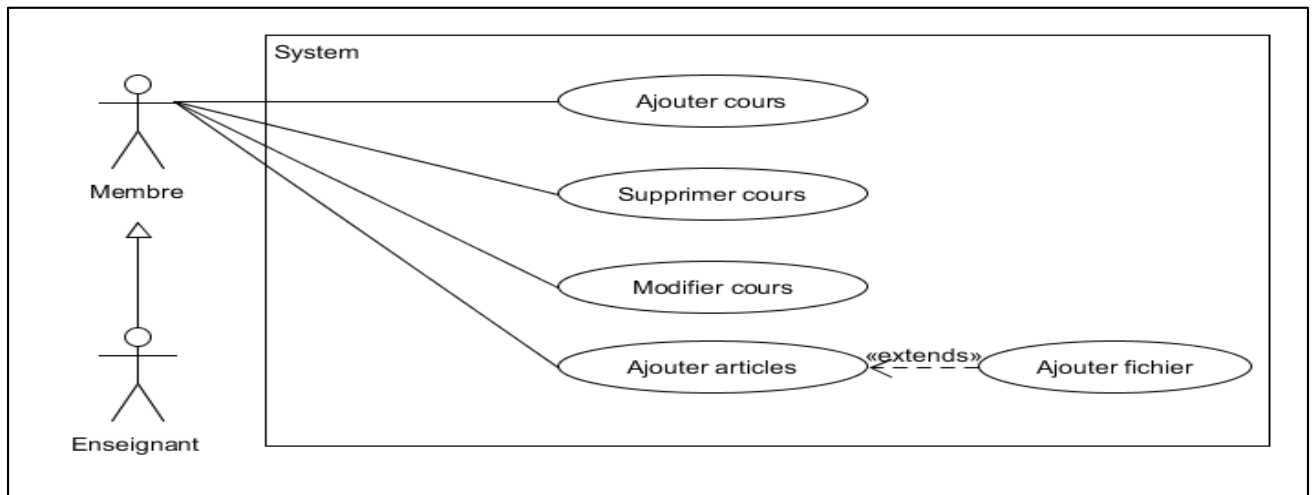 System
Ajouter cours
Membre
Supprimer cours
Modifier cours
Ajouter articles
«extends»
Ajouter fichier
Enseignant